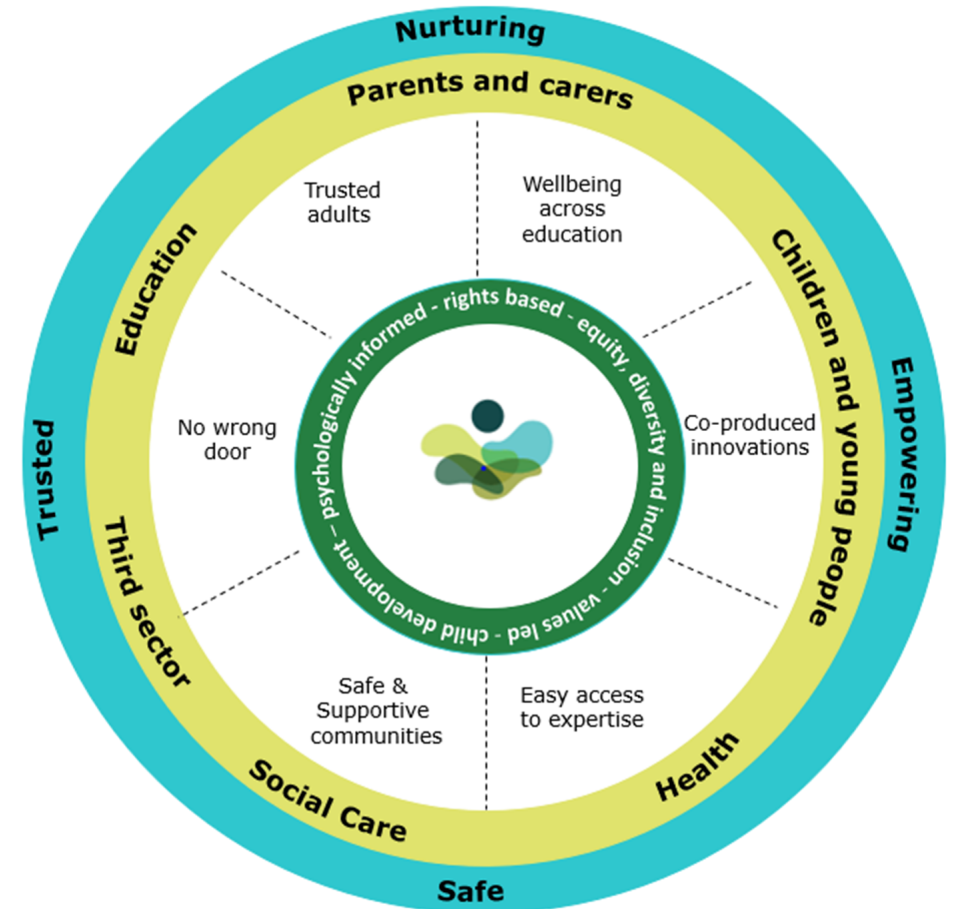 Nurturing
Parents and carers
Trusted
adults
Wellbeing
across
education
Education
Children and young people
psychologically informed - rights based - equity, diversity and inclusion - values led - child development –
No wrong
door
Co-produced
innovations
Trusted
Empowering
Third sector
Safe &
Supportive
communities
Easy access
to expertise
Social Care
Health
Safe